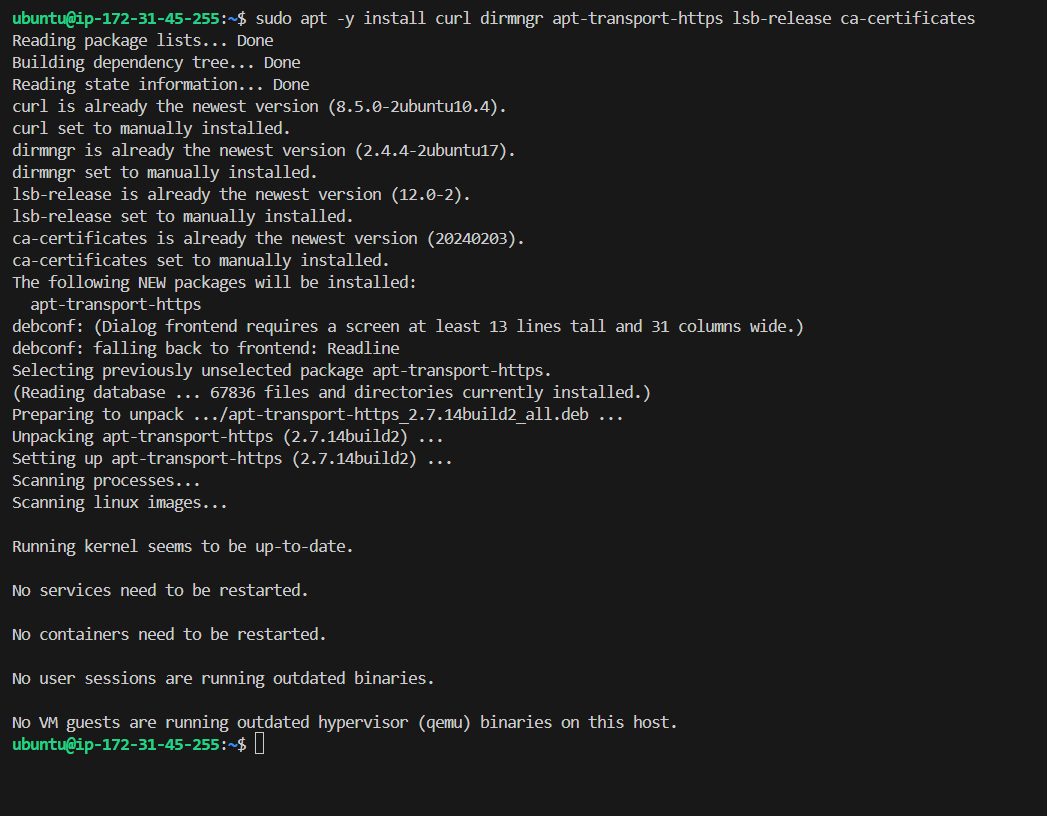 ubuntu@ip-172-31-45-255:~$ sudo apt -y install curl dirmngr apt-transport-https lsb-release ca-certificates
Reading package lists... Done
Building dependency tree... Done
Reading state information... Done
curl is already the newest version (8.5.0-2ubuntu10.4).
curl set to manually installed.
dirmngr is already the newest version (2.4.4-2ubuntu17).
dirmngr set to manually installed.
lsb-release is already the newest version (12.0-2).
lsb-release set to manually installed.
ca-certificates is already the newest version (20240203).
ca-certificates set to manually installed.
The following NEW packages will be installed:
  apt-transport-https
debconf: (Dialog frontend requires a screen at least 13 lines tall and 31 columns wide.)
debconf: falling back to frontend: Readline
Selecting previously unselected package apt-transport-https.
(Reading database ... 67836 files and directories currently installed.)
Preparing to unpack .../apt-transport-https_2.7.14build2_all.deb ...
Unpacking apt-transport-https (2.7.14build2) ...
Setting up apt-transport-https (2.7.14build2) ...
Scanning processes...
Scanning linux images...

Running kernel seems to be up-to-date.

No services need to be restarted.

No containers need to be restarted.

No user sessions are running outdated binaries.

No VM guests are running outdated hypervisor (qemu) binaries on this host.
ubuntu@ip-172-31-45-255:~$